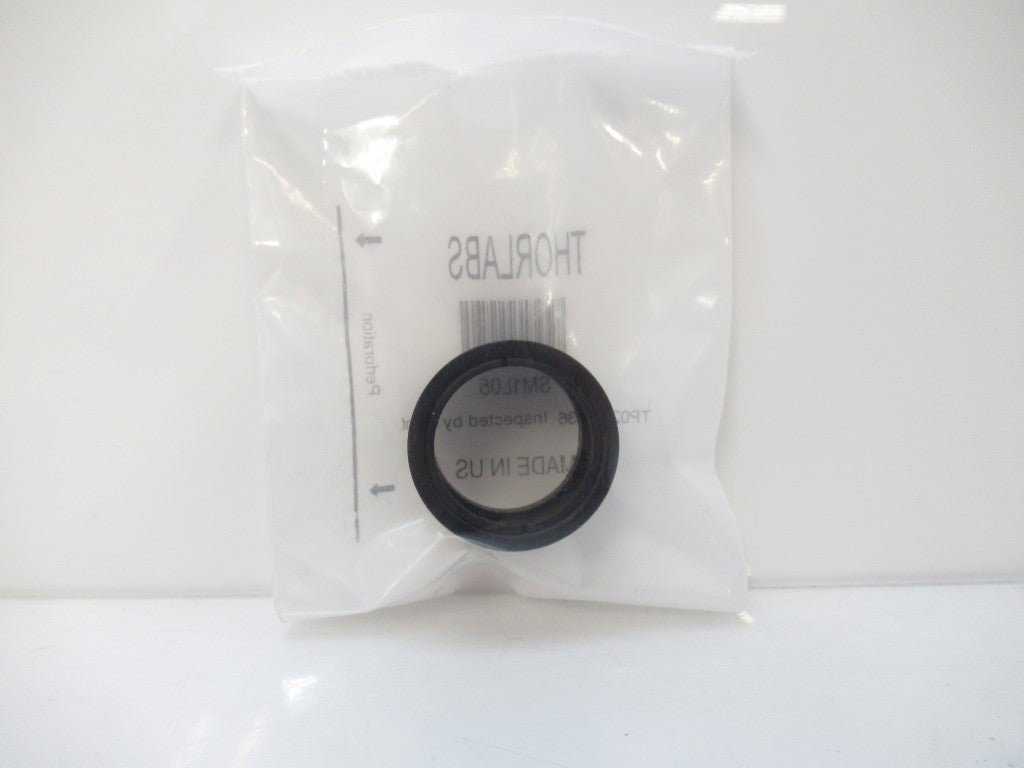 THORLABS
SM1L05
Inspected by
MADE IN US
Perforation